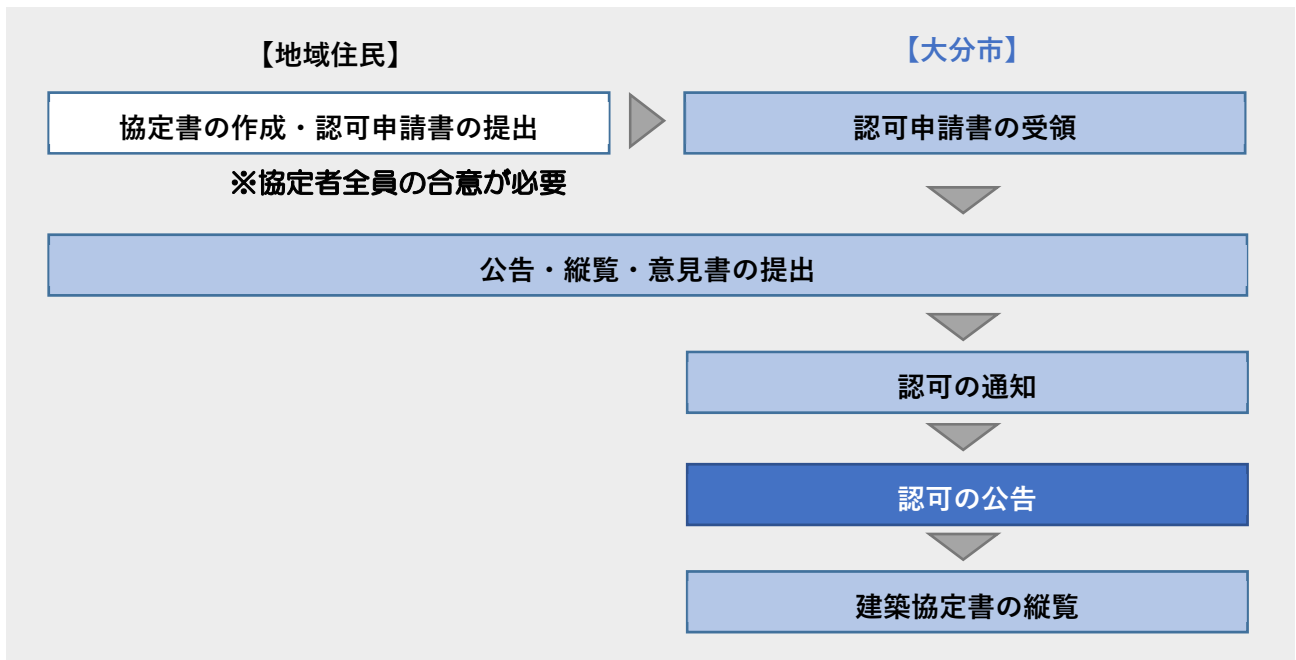 【地域住民】
【大分市】
協定書の作成・認可申請書の提出
認可申請書の受領
※協定者全員の合意が必要
公告・縦覧・意見書の提出
認可の通知
認可の公告
建築協定書の縦覧